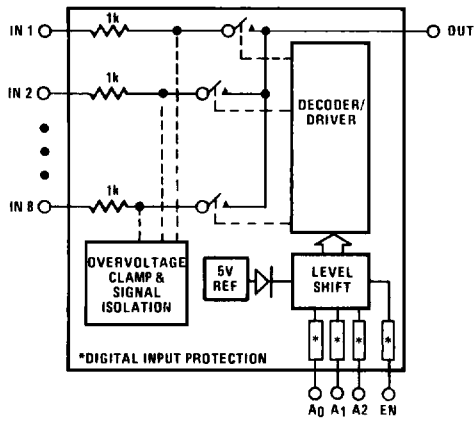 IN 1
1k
OUT
IN 2
1k
DECODER/
DRIVER
IN 8
1k
OVERVOLTAGE
CLAMP &
SIGNAL
ISOLATION
5V
REF
LEVEL
SHIFT
* * * *
*DIGITAL INPUT PROTECTION
A0 A1 A2 EN